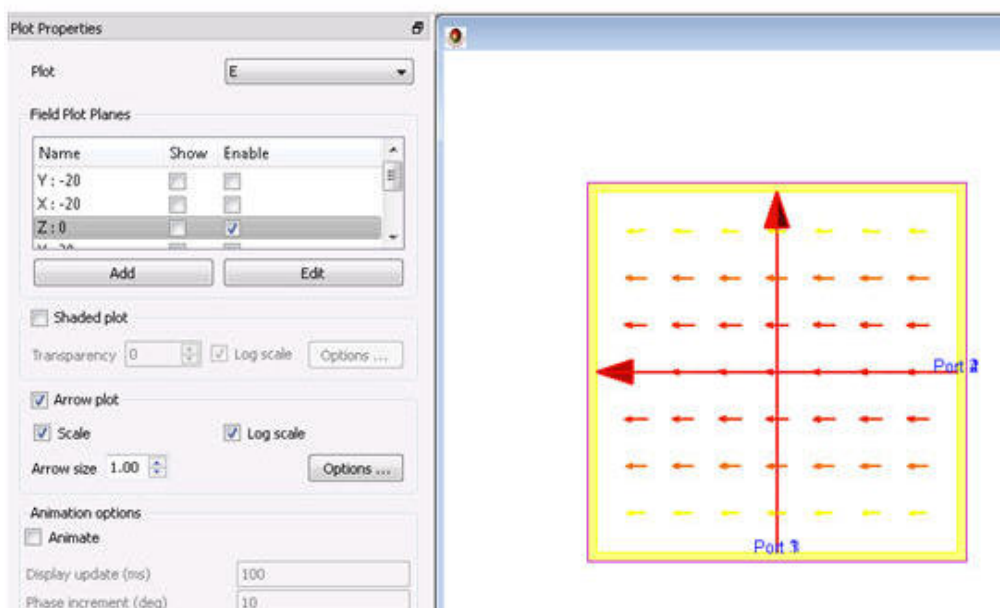 Plot Properties
Plot E
Field Plot Planes
Name Show Enable
Y : -20
X : -20
Z : 0
Add Edit
Shaded plot
Transparency 0 Log scale Options ...
Arrow plot
Scale Log scale
Arrow size 1.00 Options ...
Animation options
Animate
Display update (ms) 100
Phase increment (deg) 10
Port
Port